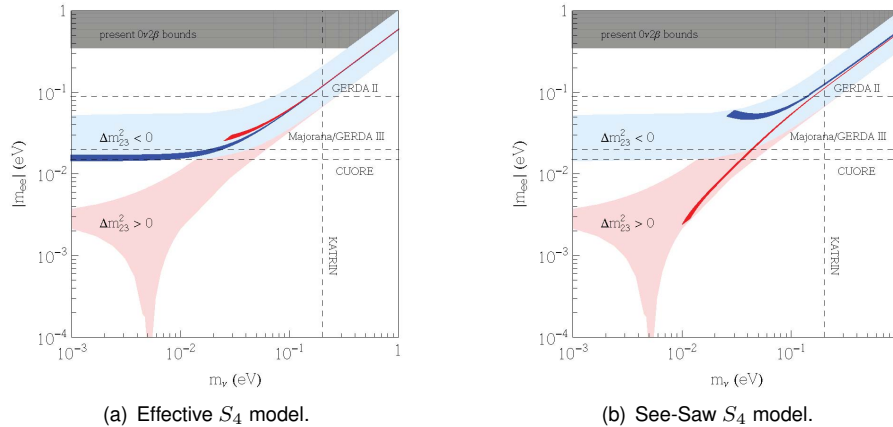 1
present 0ν2β bounds
10⁻¹
GERDA II
Δm²₂₃ < 0
Majorana/GERDA III
10⁻²
CUORE
|mₑₑ| (eV)
Δm²₂₃ > 0
10⁻³
KATRIN
10⁻⁴
10⁻³ 10⁻² 10⁻¹ 1
m_ν (eV)
(a) Effective S₄ model.
1
present 0ν2β bounds
10⁻¹
GERDA II
Δm²₂₃ < 0
Majorana/GERDA III
10⁻²
CUORE
|mₑₑ| (eV)
Δm²₂₃ > 0
10⁻³
KATRIN
10⁻⁴
10⁻³ 10⁻² 10⁻¹
m_ν (eV)
(b) See-Saw S₄ model.